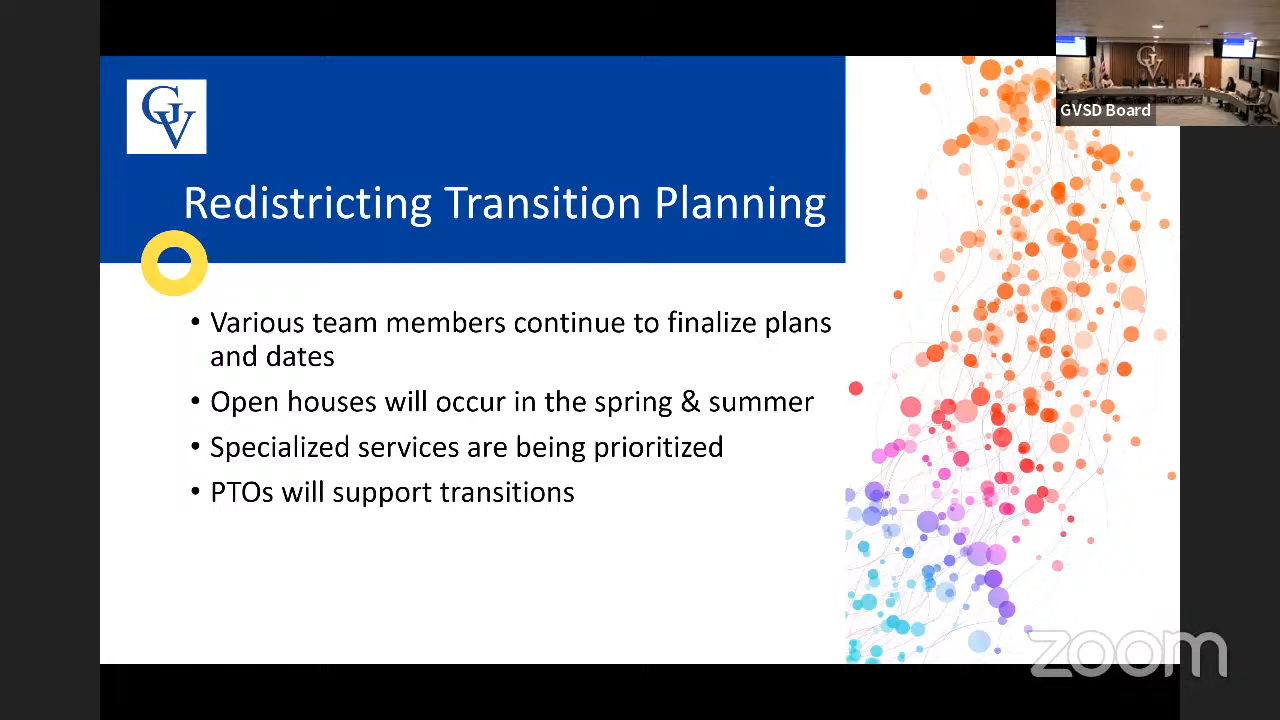 GV
GVSD Board
Redistricting Transition Planning
• Various team members continue to finalize plans
and dates
• Open houses will occur in the spring & summer
• Specialized services are being prioritized
• PTOs will support transitions
zoom